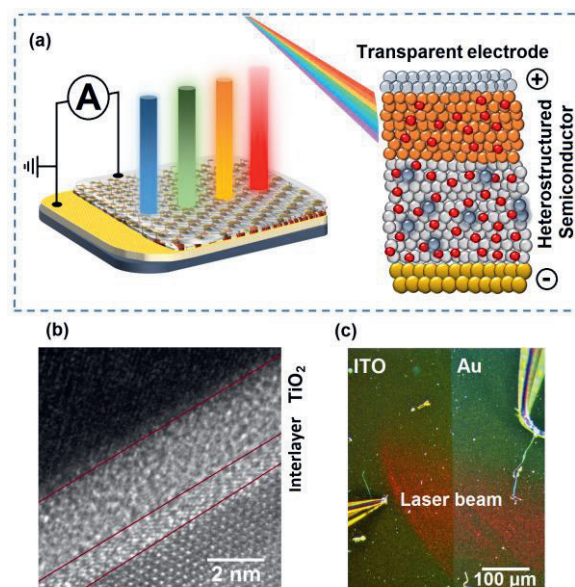 (a)
A
Transparent electrode
+
Heterostructured
Semiconductor
-
(b)
TiO2
Interlayer
2 nm
(c)
ITO
Au
Laser beam
100 µm